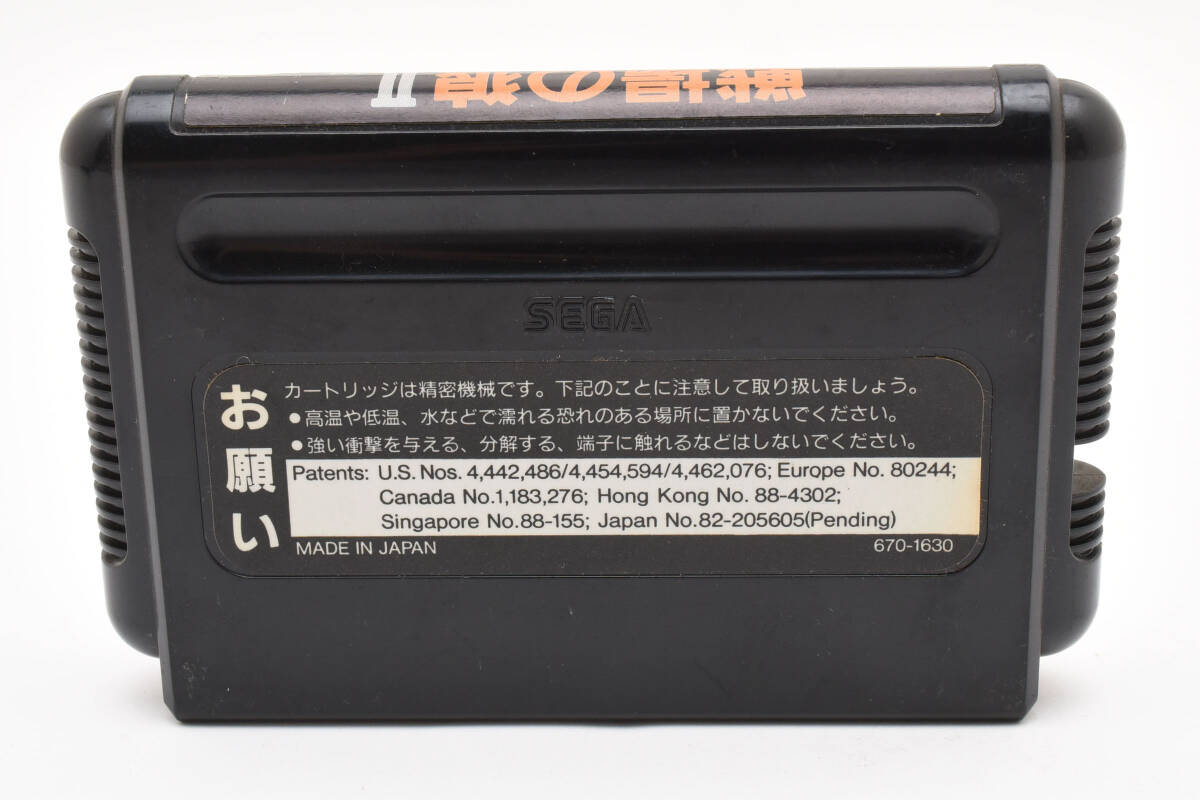 戦場の狼II
SEGA
お願い
カートリッジは精密機械です。下記のことに注意して取り扱いましょう。
●高温や低温、水などで濡れる恐れのある場所に置かないでください。
●強い衝撃を与える、分解する、端子に触れるなどはしないでください。
Patents: U.S. Nos. 4,442,486/4,454,594/4,462,076; Europe No. 80244;
Canada No.1,183,276; Hong Kong No. 88-4302;
Singapore No.88-155; Japan No.82-205605(Pending)
MADE IN JAPAN
670-1630